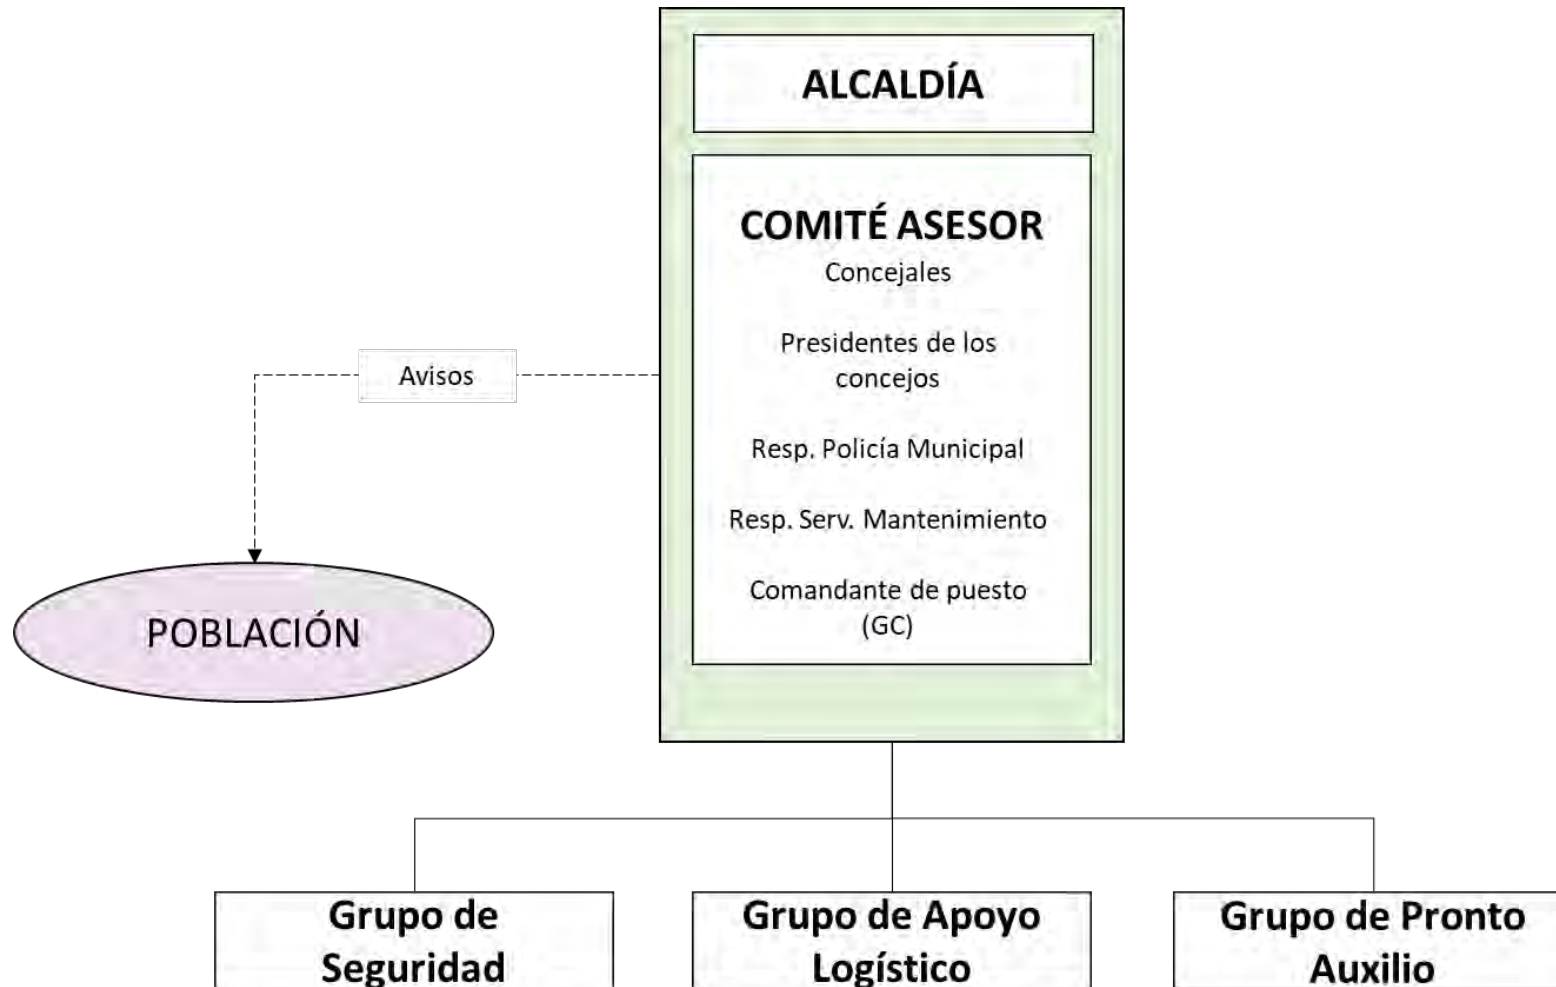 ALCALDÍA
COMITÉ ASESOR
Concejales
Presidentes de los
concejos
Resp. Policía Municipal
Resp. Serv. Mantenimiento
Comandante de puesto
(GC)
Avisos
POBLACIÓN
Grupo de
Seguridad
Grupo de Apoyo
Logístico
Grupo de Pronto
Auxilio